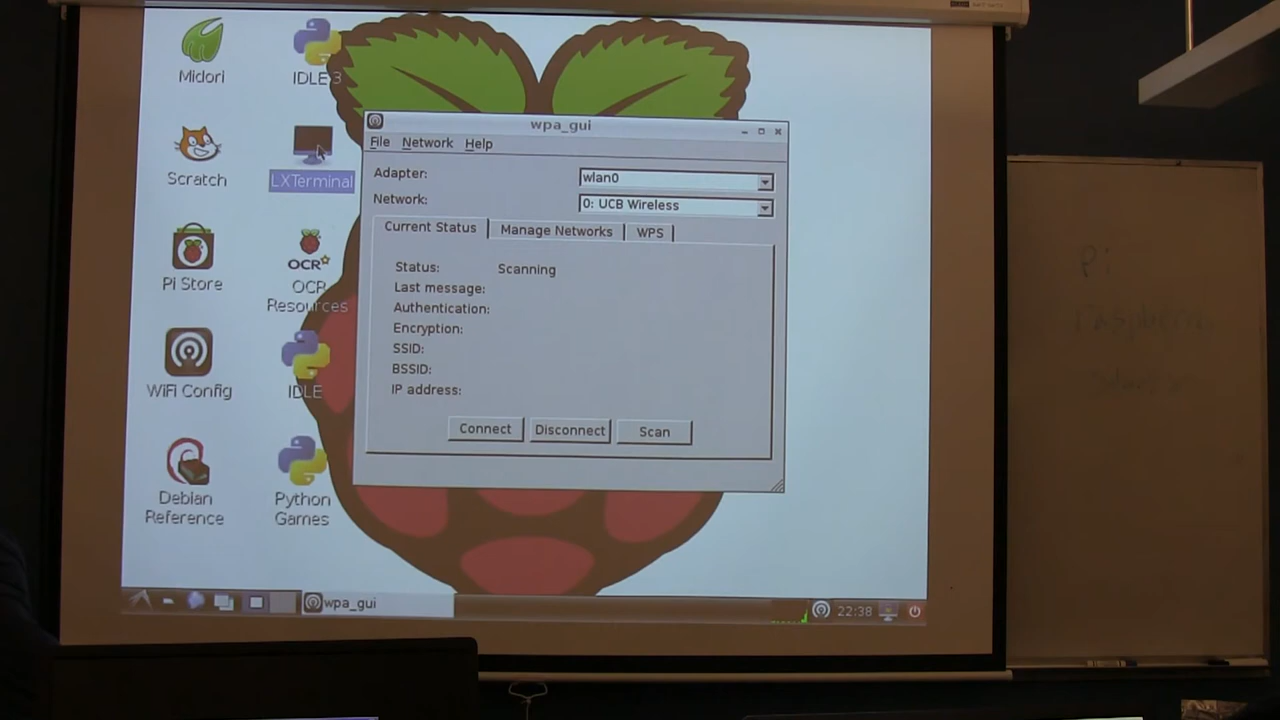 Midori
IDLE 3
Scratch
LXTerminal
Pi Store
OCR
OCR
Resources
WiFi Config
IDLE
Debian
Reference
Python
Games
wpa_gui
File Network Help
Adapter: wlan0
Network: 0: UCB Wireless
Current Status Manage Networks WPS
Status: Scanning
Last message:
Authentication:
Encryption:
SSID:
BSSID:
IP address:
Connect Disconnect Scan
wpa_gui
22:38
Pi